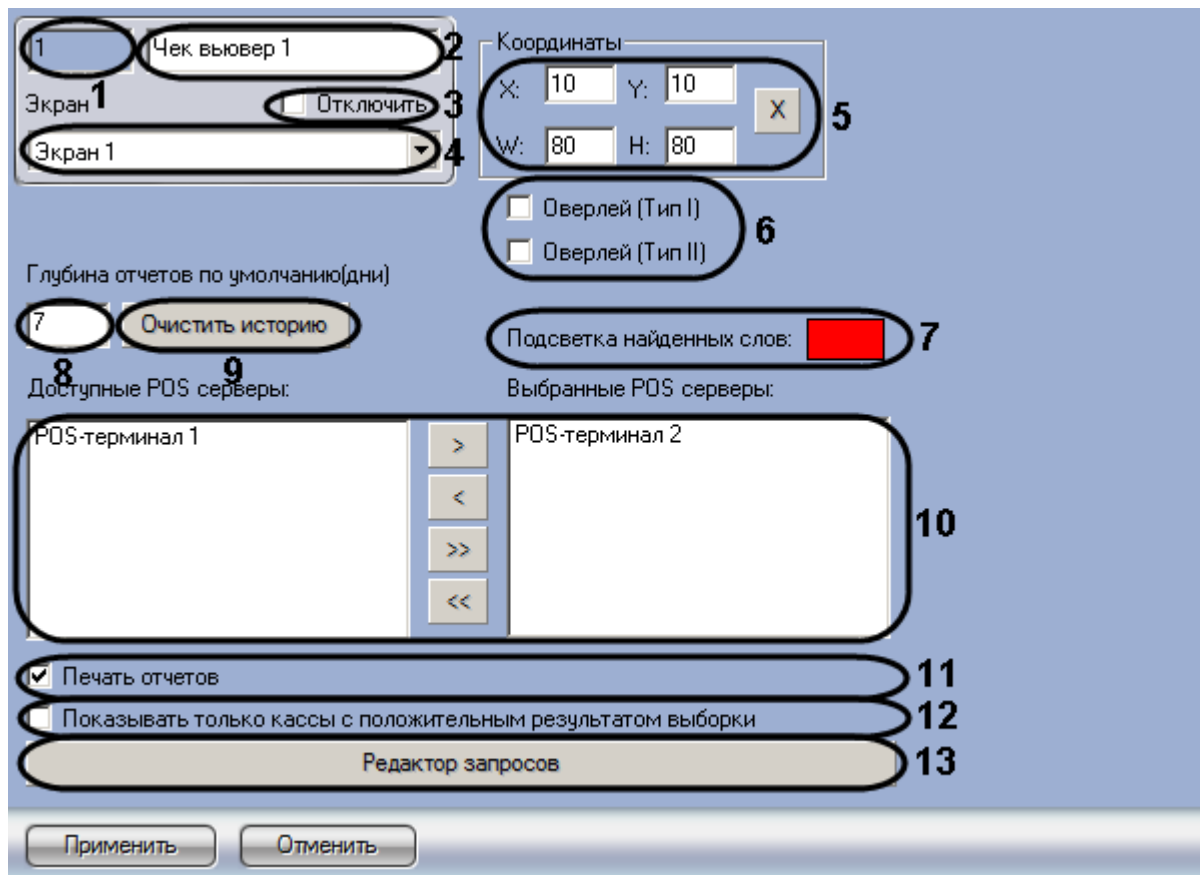 1 Чек вьювер 1 2
Координаты
X: 10 Y: 10
Экран 1 Отключить 3
X 5
Экран 1 4
W: 80 H: 80
Оверлей (Тип I)
6
Оверлей (Тип II)
Глубина отчетов по умолчанию(дни)
7 Очистить историю
Подсветка найденных слов: 7
8 9
Доступные POS серверы: Выбранные POS серверы:
POS-терминал 1 > POS-терминал 2
<
10
>>
<<
Печать отчетов 11
Показывать только кассы с положительным результатом выборки 12
Редактор запросов 13
Применить Отменить